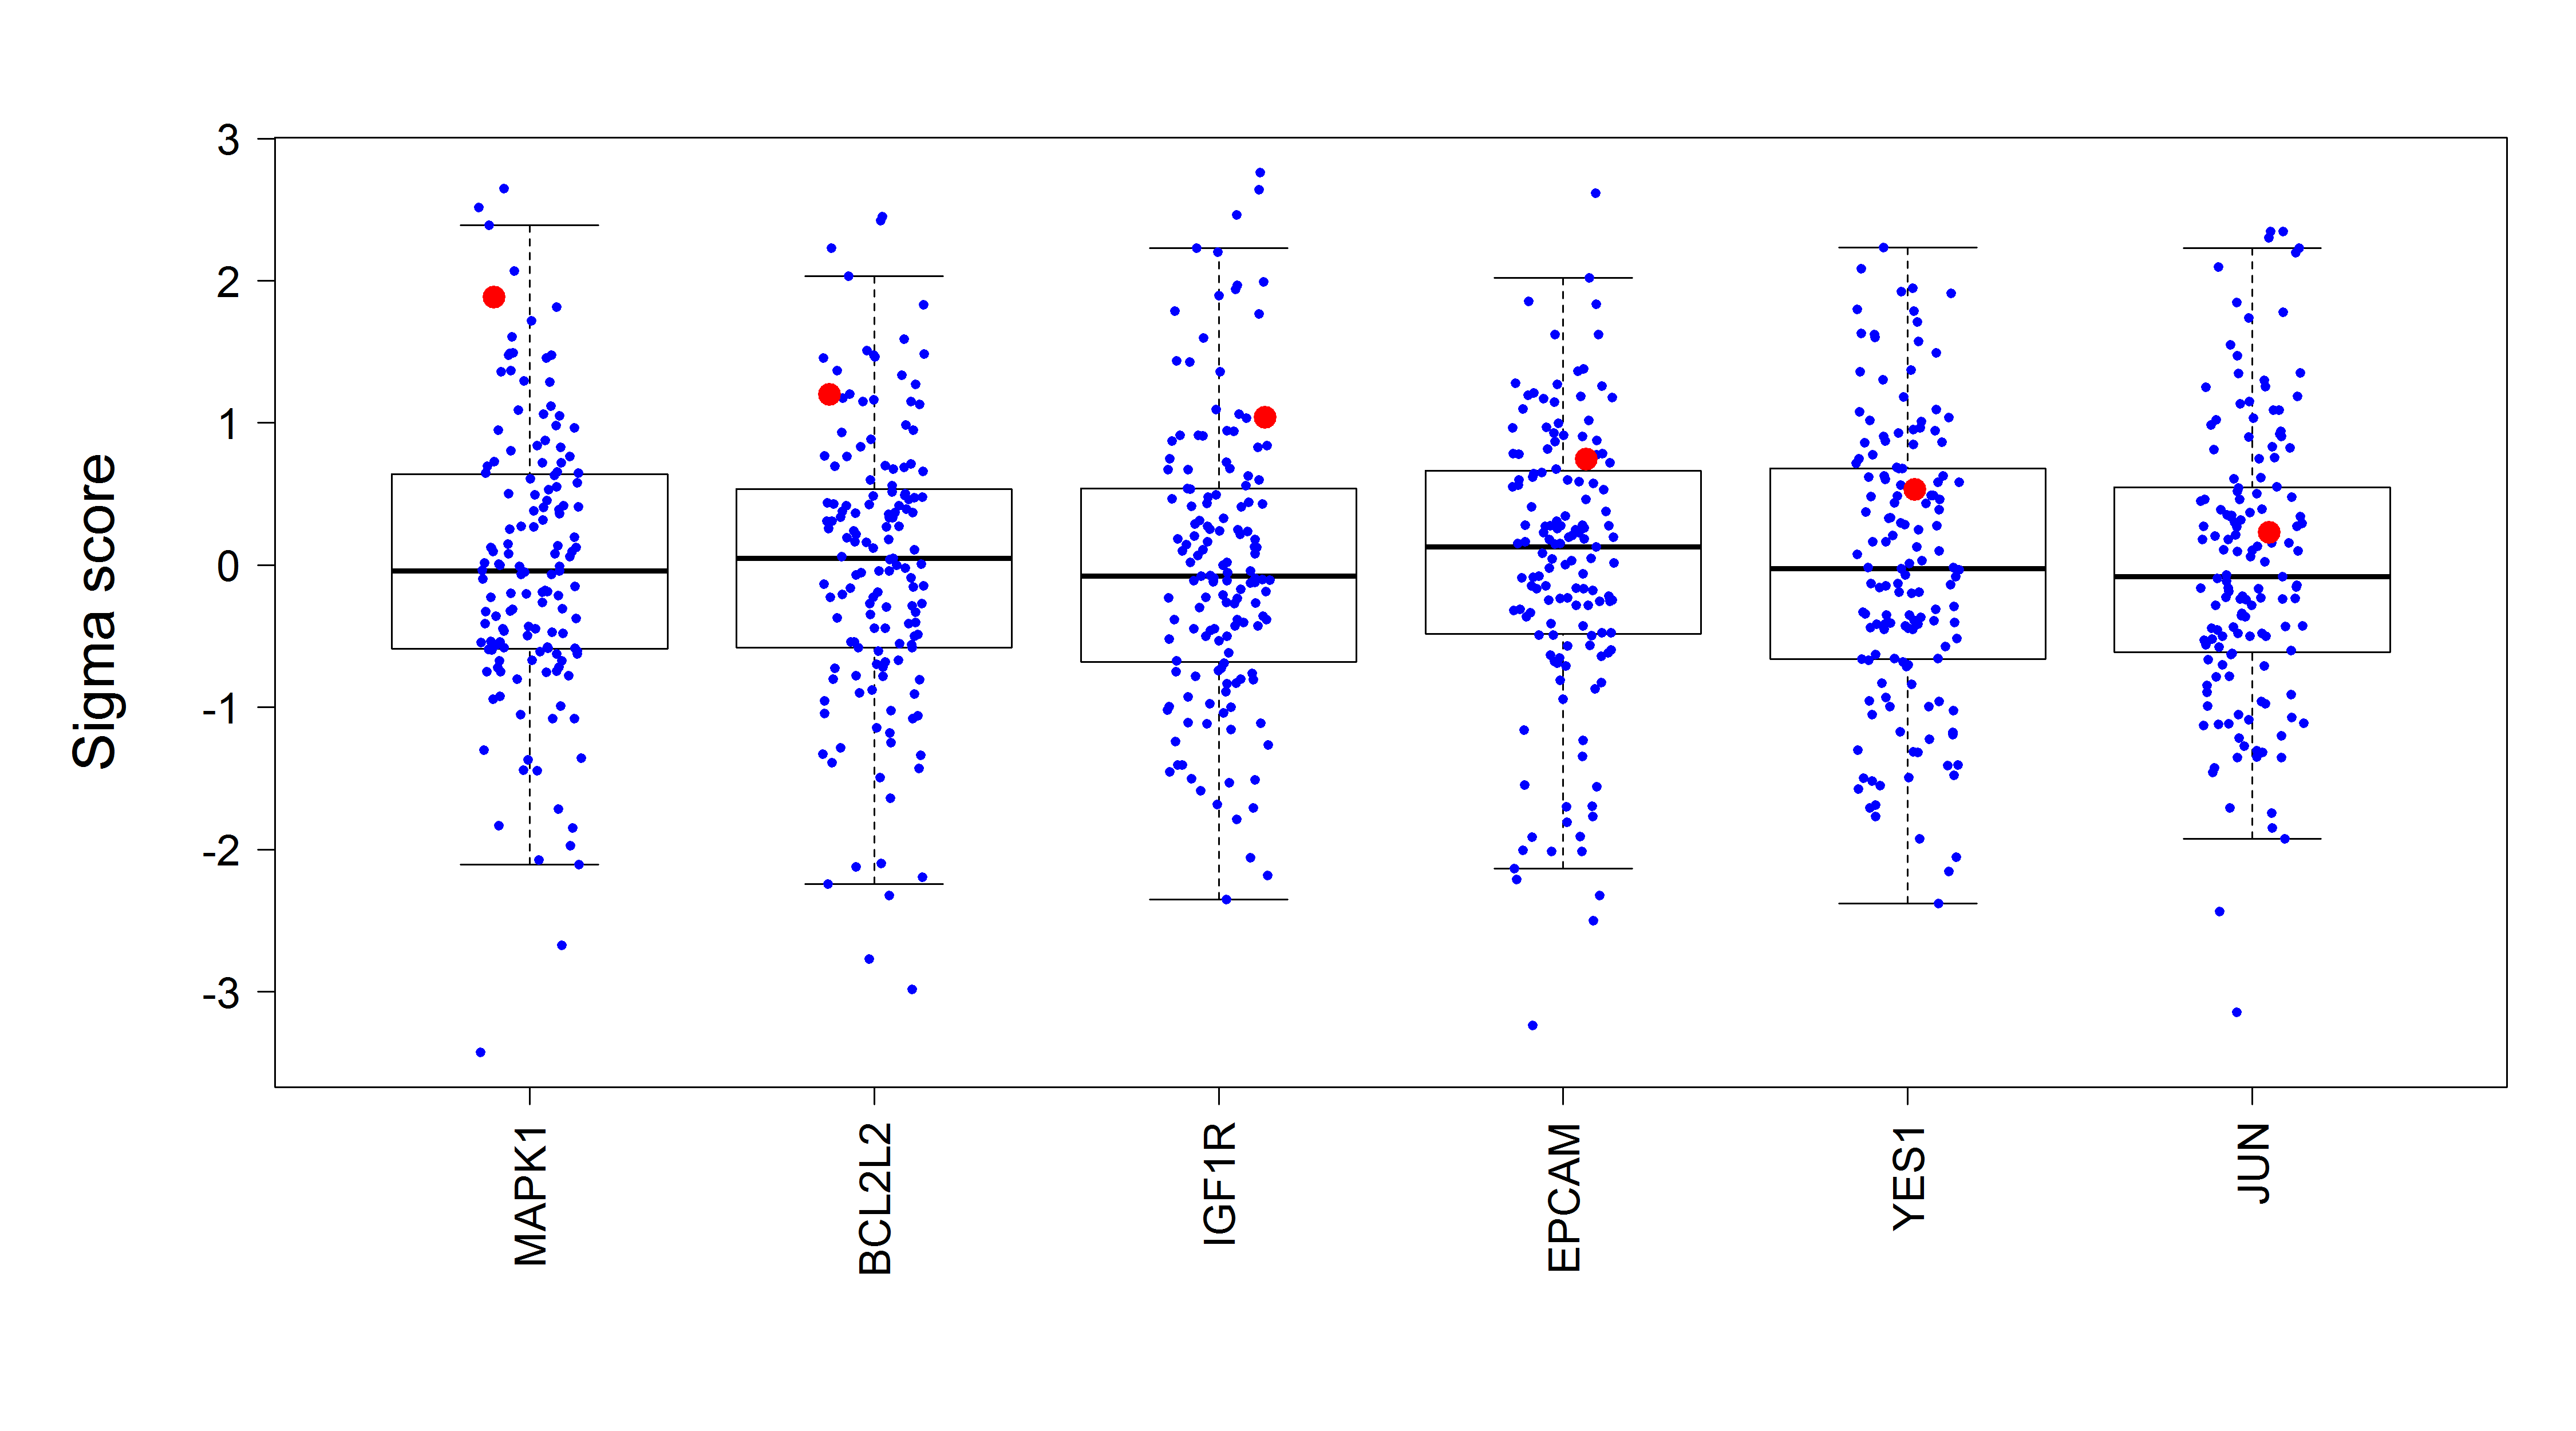 Sigma score
3
2
1
0
-1
-2
-3
MAPK1
BCL2L2
IGF1R
EPCAM
YES1
JUN